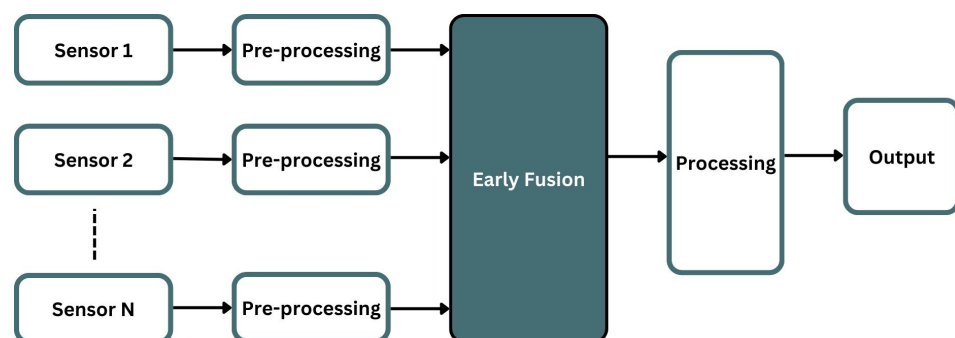 Sensor 1
Pre-processing
Sensor 2
Pre-processing
Sensor N
Pre-processing
Early Fusion
Processing
Output